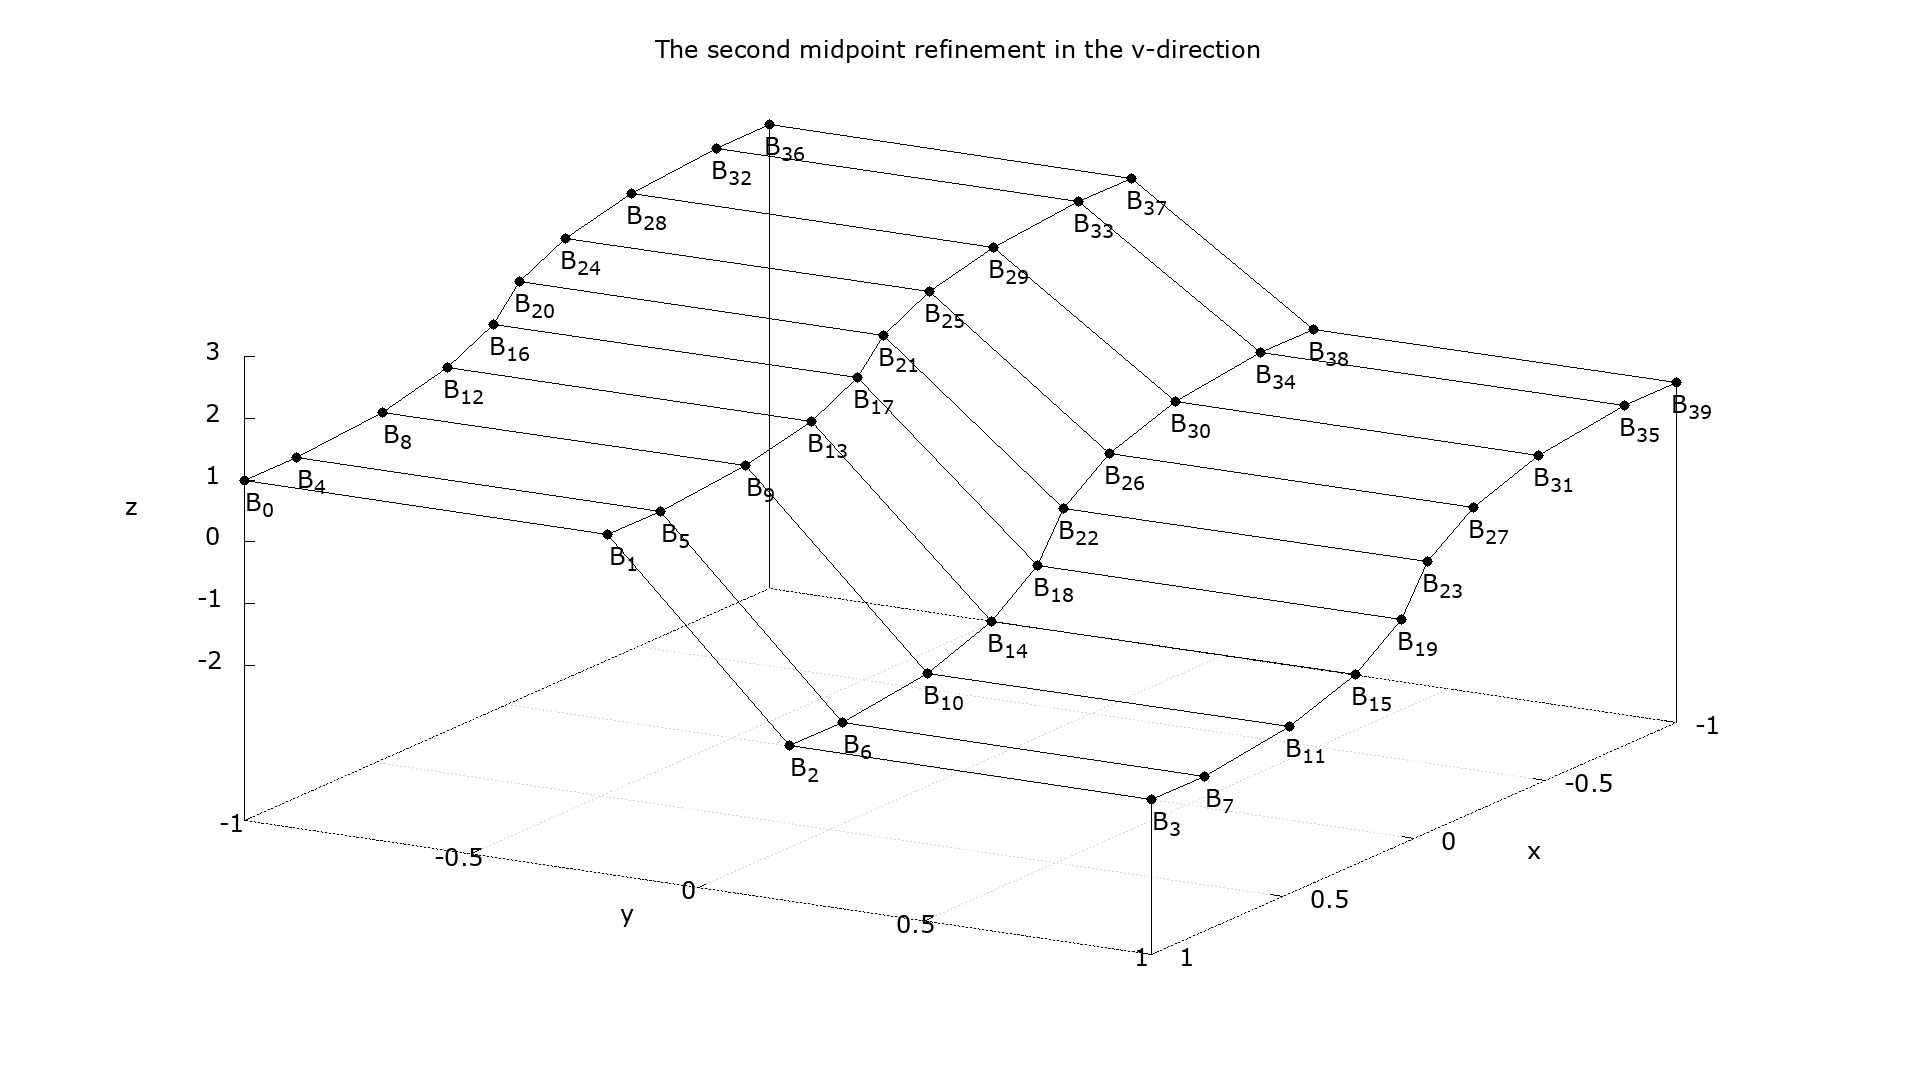 The second midpoint refinement in the v-direction
B36
B32
B37
B28
B33
B24
B29
B20
B25
B16
B21
B38
3
B34
B12
B17
B39
2
B8
B13
B30
B35
1
B4
B9
B26
B31
B0
z
0
B5
B22
B27
B1
B18
B23
-1
B14
B19
-2
B10
B15
B6
B11
-1
B2
-0.5
B7
-1
B3
0
x
-0.5
0
0.5
y
0.5
1
1